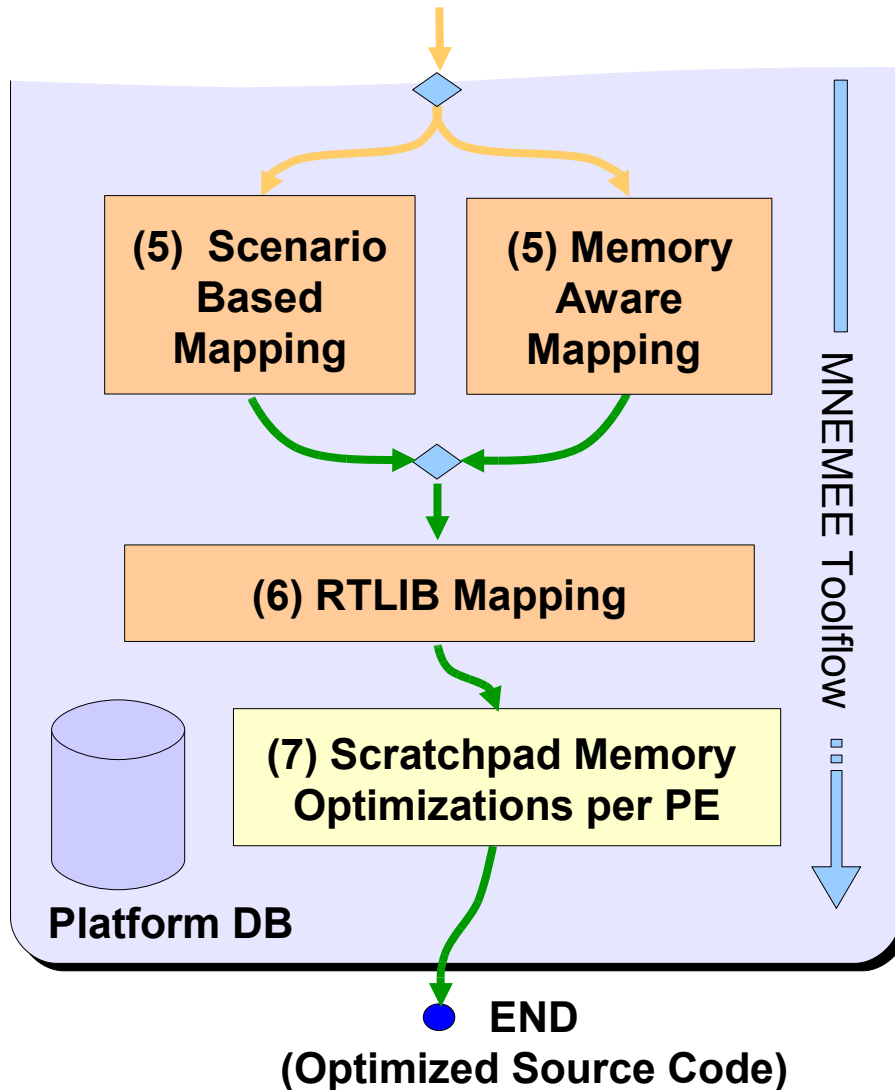 (5) Scenario
Based
Mapping
(5) Memory
Aware
Mapping
MNEMEE Toolflow
(6) RTLIB Mapping
(7) Scratchpad Memory
Optimizations per PE
Platform DB
END
(Optimized Source Code)